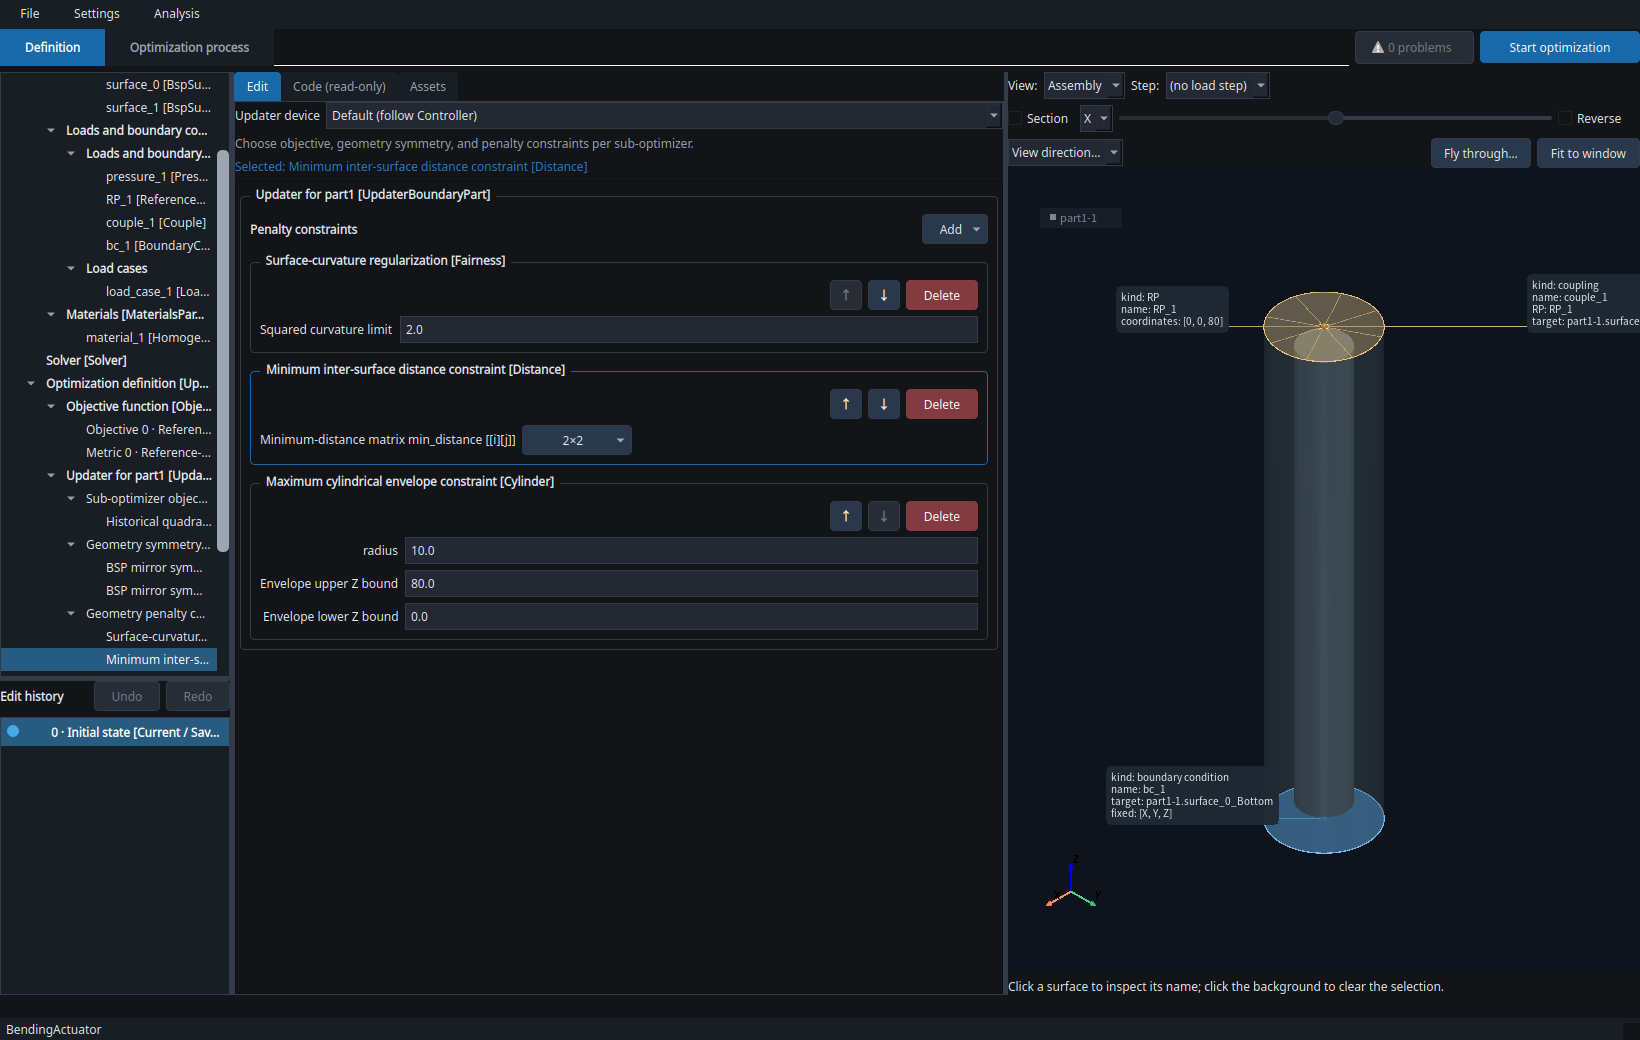 File Settings Analysis
Definition Optimization process 0 problems Start optimization
surface_0 [BspSu...
surface_1 [BspSu...
Loads and boundary co...
Loads and boundary...
pressure_1 [Pres...
RP_1 [Reference...
couple_1 [Couple]
bc_1 [BoundaryC...
Load cases
load_case_1 [Loa...
Materials [MaterialsPar...
material_1 [Homoge...
Solver [Solver]
Optimization definition [Up...
Objective function [Obje...
Objective 0 · Referen...
Metric 0 · Reference-...
Updater for part1 [Upda...
Sub-optimizer objec...
Historical quadra...
Geometry symmetry...
BSP mirror sym...
BSP mirror sym...
Geometry penalty c...
Surface-curvatur...
Minimum inter-s...
Edit history Undo Redo
0 · Initial state [Current / Sav...
Edit Code (read-only) Assets
Updater device Default (follow Controller)
Choose objective, geometry symmetry, and penalty constraints per sub-optimizer.
Selected: Minimum inter-surface distance constraint [Distance]
Updater for part1 [UpdaterBoundaryPart]
Penalty constraints Add
Surface-curvature regularization [Fairness]
↑ ↓ Delete
Squared curvature limit 2.0
Minimum inter-surface distance constraint [Distance]
↑ ↓ Delete
Minimum-distance matrix min_distance [[i][j]] 2×2
Maximum cylindrical envelope constraint [Cylinder]
↑ ↓ Delete
radius 10.0
Envelope upper Z bound 80.0
Envelope lower Z bound 0.0
View: Assembly Step: (no load step)
Section X Reverse
View direction... Fly through... Fit to window
part1-1
kind: RP
name: RP_1
coordinates: [0, 0, 80]
kind: coupling
name: couple_1
RP: RP_1
target: part1-1.surface
kind: boundary condition
name: bc_1
target: part1-1.surface_0_Bottom
fixed: [X, Y, Z]
Z
Y
Click a surface to inspect its name; click the background to clear the selection.
BendingActuator